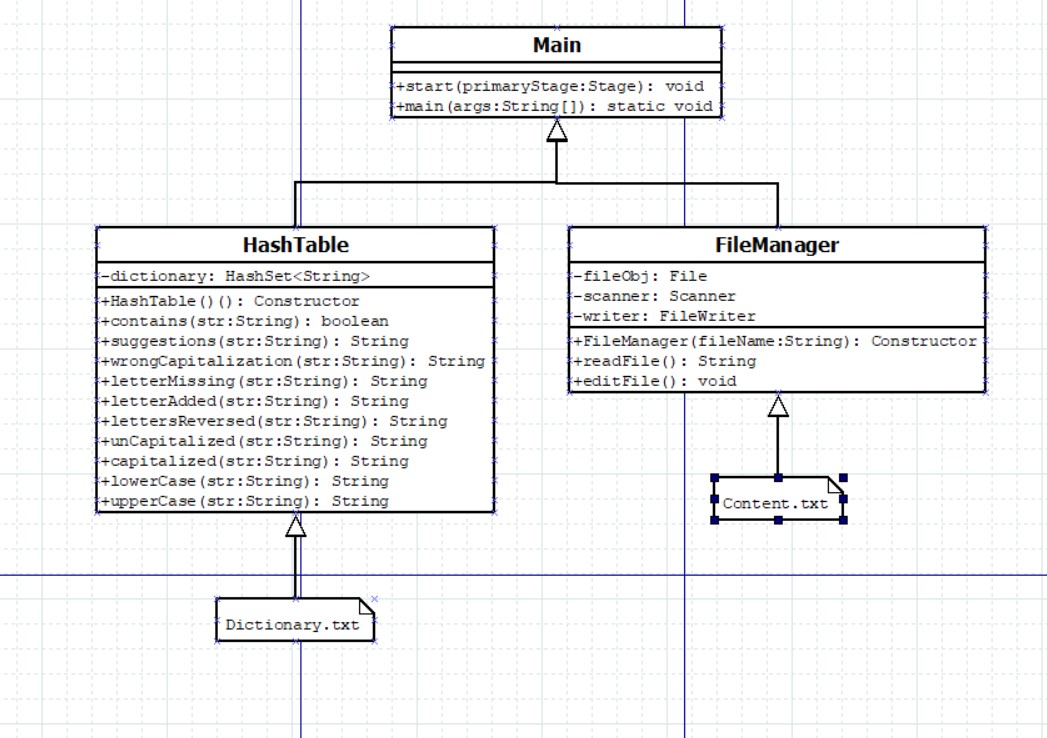 Main
+start(primaryStage:Stage): void
+main(args:String[]): static void
HashTable
-dictionary: HashSet<String>
+HashTable()(): Constructor
+contains(str:String): boolean
+suggestions(str:String): String
+wrongCapitalization(str:String): String
+letterMissing(str:String): String
+letterAdded(str:String): String
+lettersReversed(str:String): String
+unCapitalized(str:String): String
+capitalized(str:String): String
+lowerCase(str:String): String
+upperCase(str:String): String
FileManager
-fileObj: File
-scanner: Scanner
-writer: FileWriter
+FileManager(fileName:String): Constructor
+readFile(): String
+editFile(): void
Content.txt
Dictionary.txt